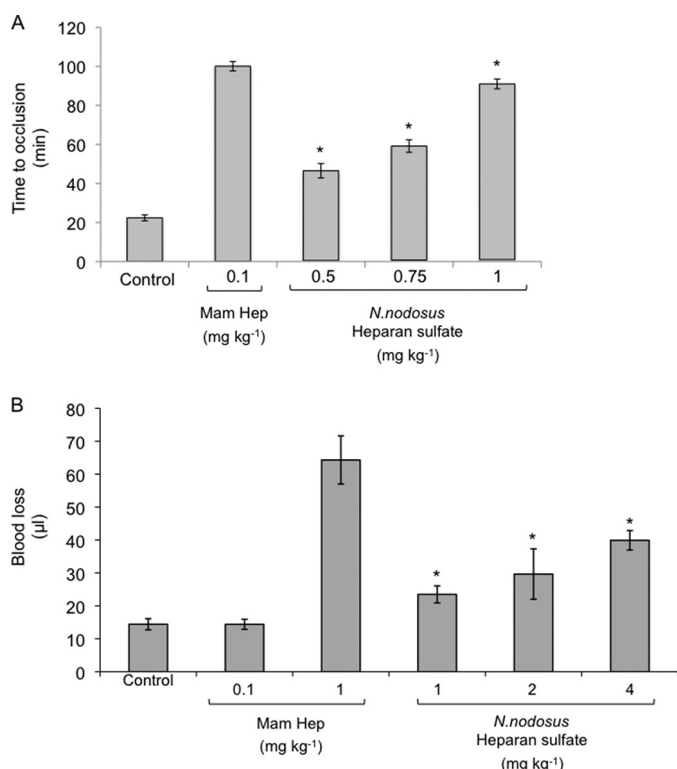 A
Time to occlusion
(min)
120
100
80
60
40
20
0
*
*
*
Control
0.1
0.5
0.75
1
Mam Hep
(mg kg-1)
N.nodosus
Heparan sulfate
(mg kg-1)
B
Blood loss
(µl)
80
70
60
50
40
30
20
10
0
*
*
*
Control
0.1
1
1
2
4
Mam Hep
(mg kg-1)
N.nodosus
Heparan sulfate
(mg kg-1)